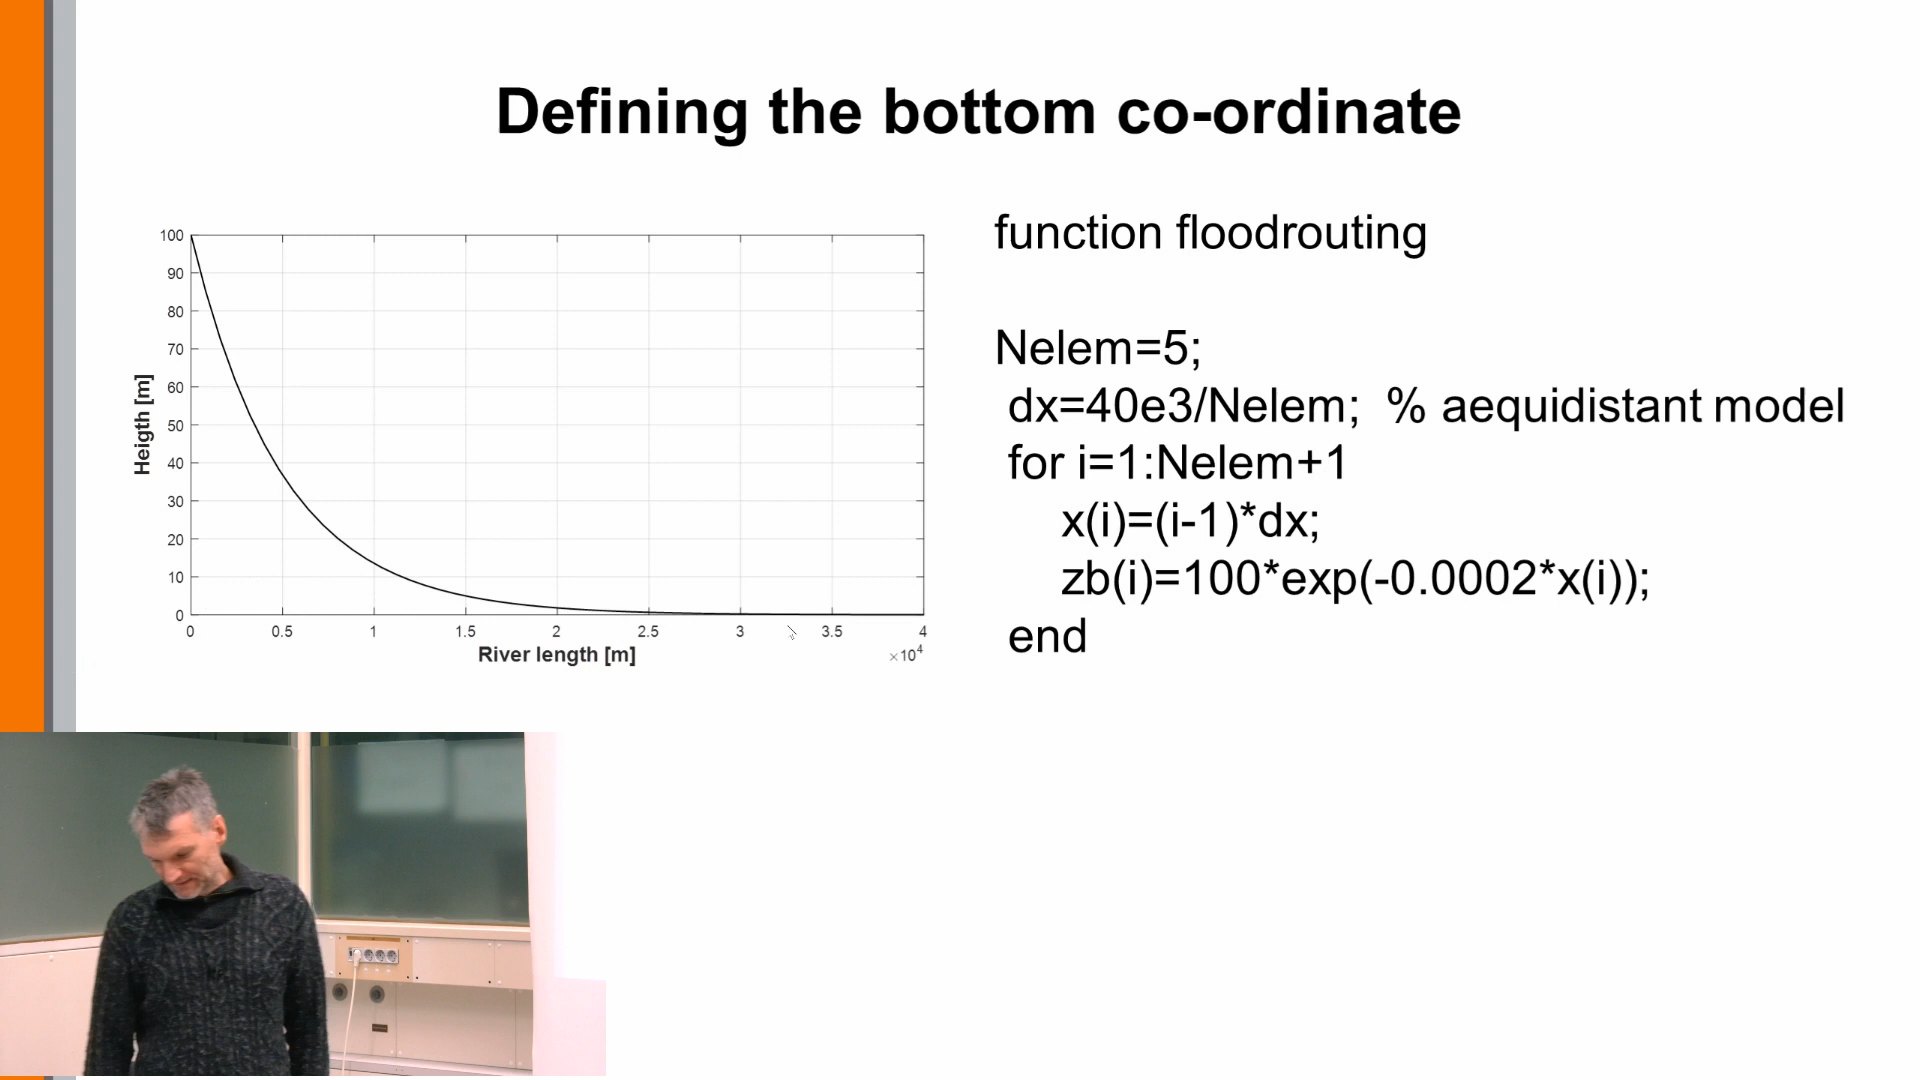 Defining the bottom co-ordinate
100
90
80
70
60
50
40
30
20
10
0
Heigth [m]
0 0.5 1 1.5 2 2.5 3 3.5 4
River length [m]
×10⁴
function floodrouting
Nelem=5;
dx=40e3/Nelem; % aequidistant model
for i=1:Nelem+1
x(i)=(i-1)*dx;
zb(i)=100*exp(-0.0002*x(i));
end